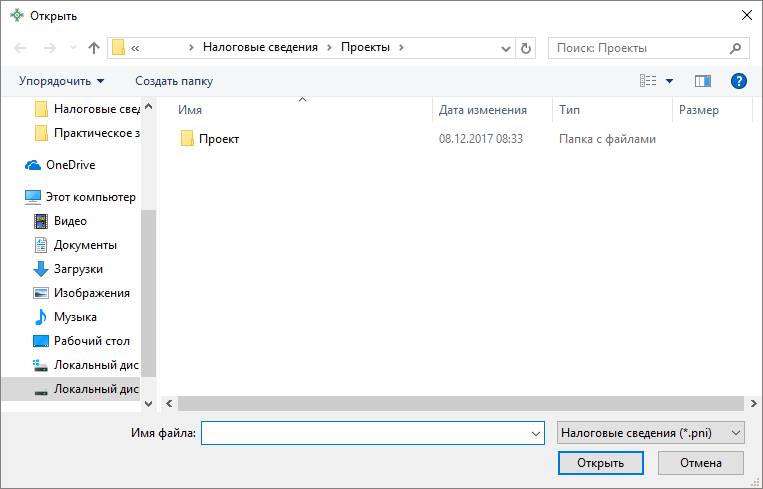 Открыть
« Налоговые сведения › Проекты ›
Поиск: Проекты
Упорядочить
Создать папку
Имя
Дата изменения
Тип
Размер
Налоговые свед
Практическое з
OneDrive
Этот компьютер
Видео
Документы
Загрузки
Изображения
Музыка
Рабочий стол
Локальный дис
Локальный дис
Проект
08.12.2017 08:33
Папка с файлами
Имя файла:
Налоговые сведения (*.pni)
Открыть
Отмена